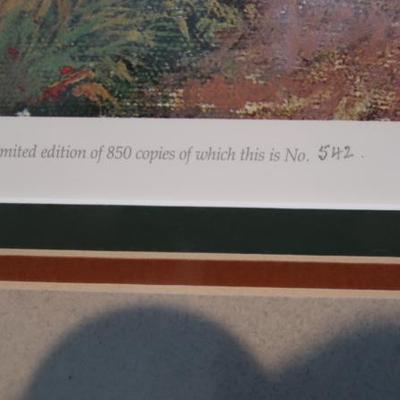 mited edition of 850 copies of which this is No. 542.